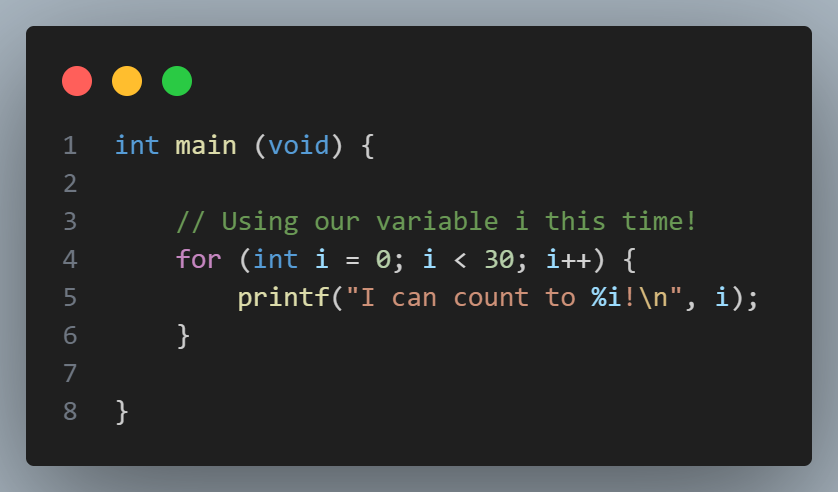 1 int main (void) {
2
3 // Using our variable i this time!
4 for (int i = 0; i < 30; i++) {
5 printf("I can count to %i!\n", i);
6 }
7
8 }